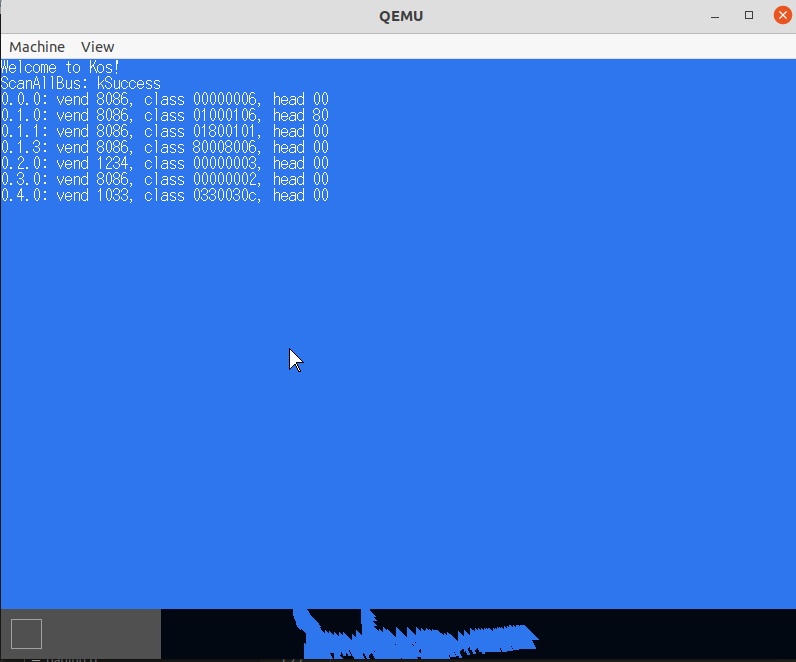 QEMU
Machine View
Welcome to Kos!
ScanAllBus: kSuccess
0.0.0: vend 8086, class 00000006, head 00
0.1.0: vend 8086, class 01000106, head 80
0.1.1: vend 8086, class 01800101, head 00
0.1.3: vend 8086, class 80008006, head 00
0.2.0: vend 1234, class 00000003, head 00
0.3.0: vend 8086, class 00000002, head 00
0.4.0: vend 1033, class 0330030c, head 00